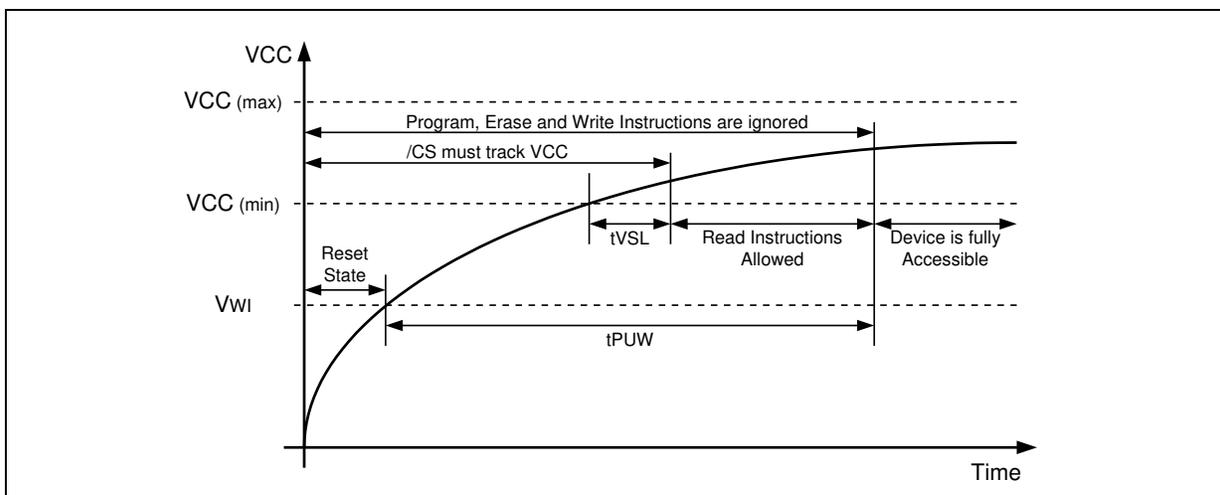 VCC
VCC (max)
Program, Erase and Write Instructions are ignored
/CS must track VCC
VCC (min)
tVSL
Read Instructions
Allowed
Device is fully
Accessible
Reset
State
VWI
tPUW
Time